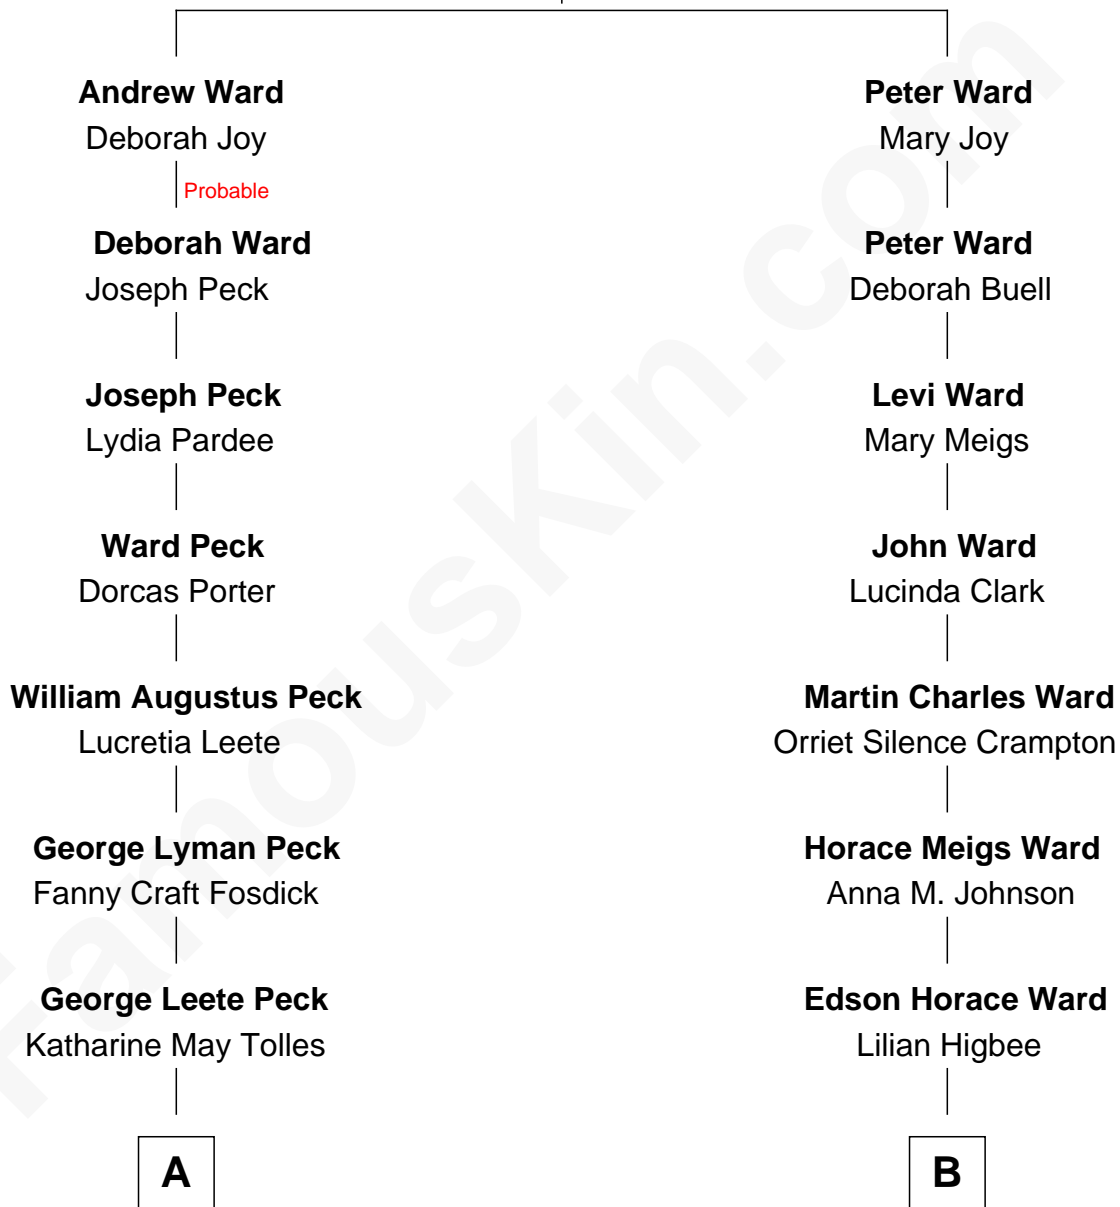 Andrew Ward
Deborah Joy
Probable
Deborah Ward
Joseph Peck
Joseph Peck
Lydia Pardee
Ward Peck
Dorcas Porter
William Augustus Peck
Lucretia Leete
George Lyman Peck
Fanny Craft Fosdick
George Leete Peck
Katharine May Tolles
A
Peter Ward
Mary Joy
Peter Ward
Deborah Buell
Levi Ward
Mary Meigs
John Ward
Lucinda Clark
Martin Charles Ward
Orriet Silence Crampton
Horace Meigs Ward
Anna M. Johnson
Edson Horace Ward
Lilian Higbee
B
FamousKin.com